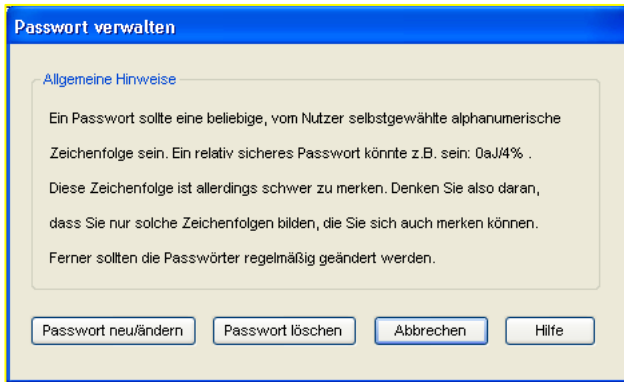 Passwort verwalten
Allgemeine Hinweise
Ein Passwort sollte eine beliebige, vom Nutzer selbstgewählte alphanumerische
Zeichenfolge sein. Ein relativ sicheres Passwort könnte z.B. sein: 0aJ/4% .
Diese Zeichenfolge ist allerdings schwer zu merken. Denken Sie also daran,
dass Sie nur solche Zeichenfolgen bilden, die Sie sich auch merken können.
Ferner sollten die Passwörter regelmäßig geändert werden.
Passwort neu/ändern Passwort löschen Abbrechen Hilfe